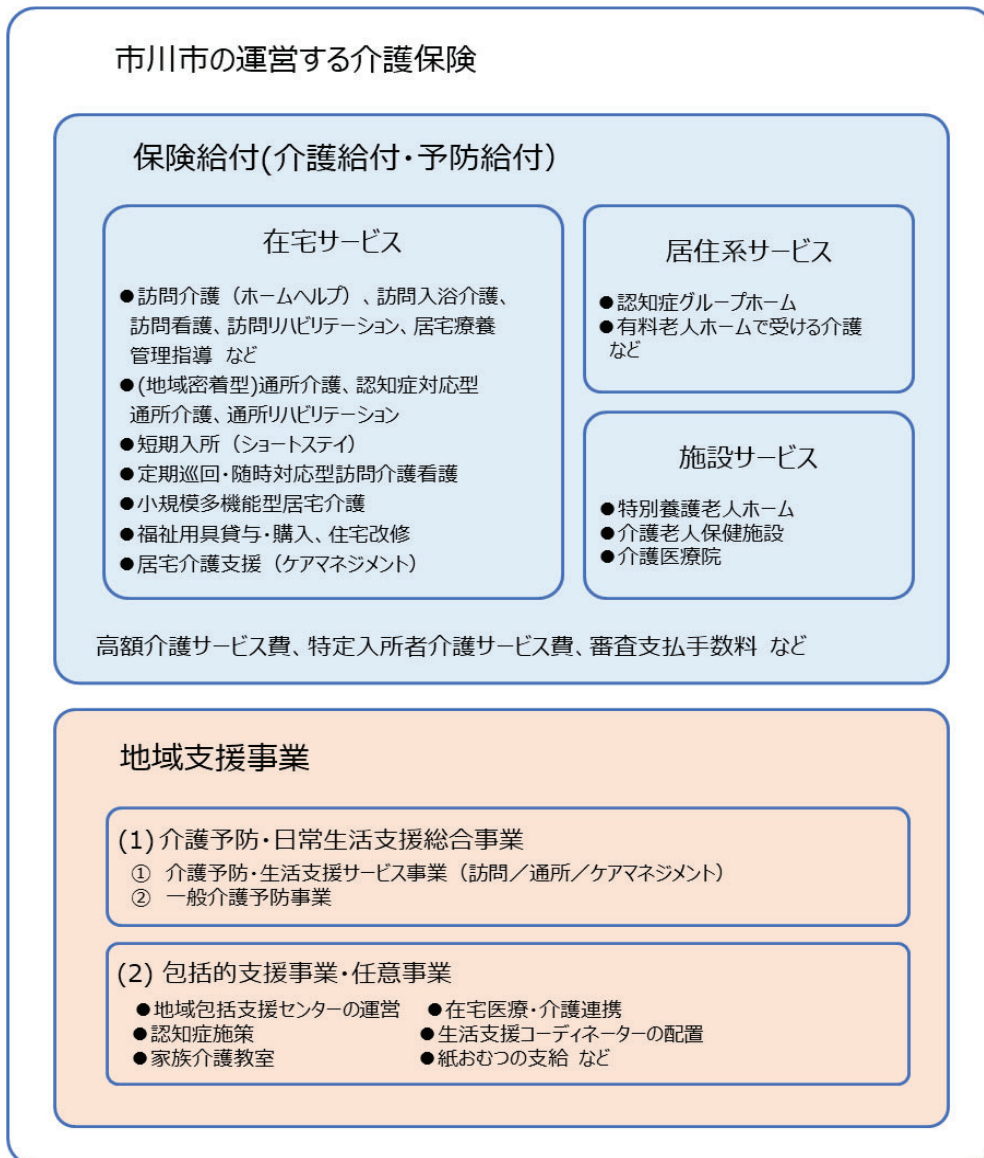 市川市の運営する介護保険
保険給付(介護給付・予防給付)
在宅サービス
●訪問介護（ホームヘルプ）、訪問入浴介護、
訪問看護、訪問リハビリテーション、居宅療養
管理指導 など
●(地域密着型)通所介護、認知症対応型
通所介護、通所リハビリテーション
●短期入所（ショートステイ）
●定期巡回・随時対応型訪問介護看護
●小規模多機能型居宅介護
●福祉用具貸与・購入、住宅改修
●居宅介護支援（ケアマネジメント）
居住系サービス
●認知症グループホーム
●有料老人ホームで受ける介護
など
施設サービス
●特別養護老人ホーム
●介護老人保健施設
●介護医療院
高額介護サービス費、特定入所者介護サービス費、審査支払手数料 など
地域支援事業
(1) 介護予防・日常生活支援総合事業
① 介護予防・生活支援サービス事業（訪問／通所／ケアマネジメント）
② 一般介護予防事業
(2) 包括的支援事業・任意事業
●地域包括支援センターの運営 ●在宅医療・介護連携
●認知症施策 ●生活支援コーディネーターの配置
●家族介護教室 ●紙おむつの支給 など